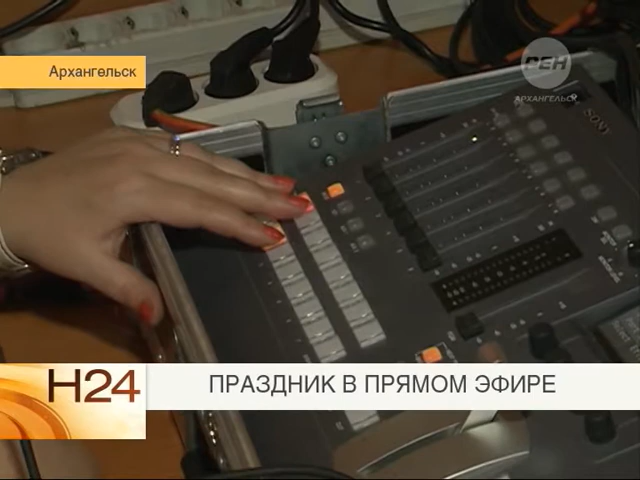 Архангельск
РЕН
АРХАНГЕЛЬСК
SONY
Н24
ПРАЗДНИК В ПРЯМОМ ЭФИРЕ